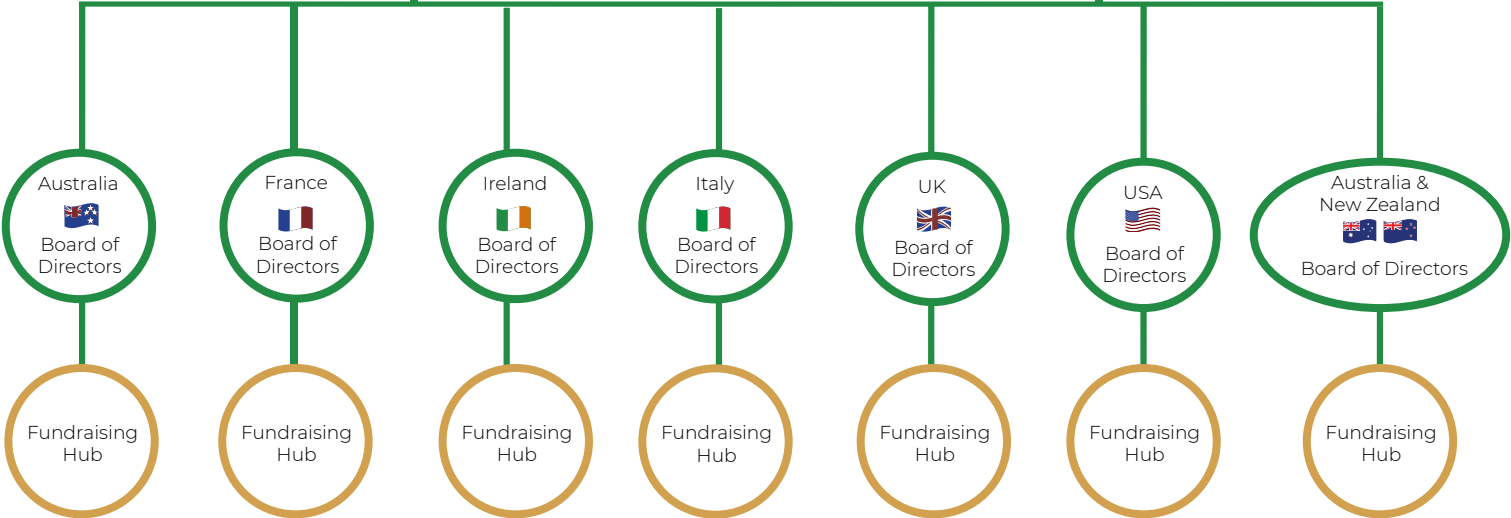 Australia
Board of
Directors
France
Board of
Directors
Ireland
Board of
Directors
Italy
Board of
Directors
UK
Board of
Directors
USA
Board of
Directors
Australia &
New Zealand
Board of Directors
Fundraising
Hub
Fundraising
Hub
Fundraising
Hub
Fundraising
Hub
Fundraising
Hub
Fundraising
Hub
Fundraising
Hub